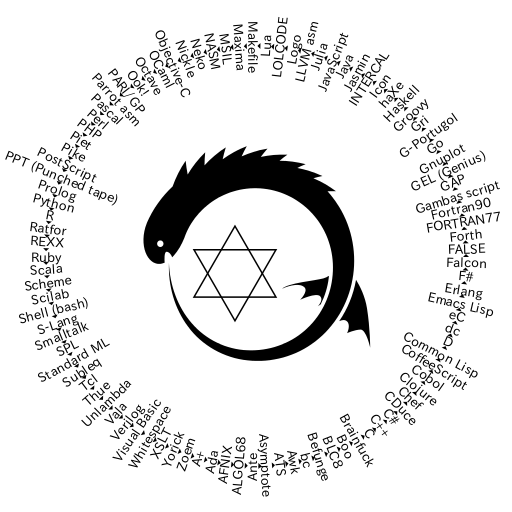 A+
Ada
AFNIX
ALGOL68
Ante
Asymptote
ATS
Awk
bc
Befunge
BLC8
Boo
Brainfuck
C
C++
C#
CDuce
Chef
Clojure
Cobol
CoffeeScript
Common Lisp
D
dc
eC
Emacs Lisp
Erlang
F#
Falcon
FALSE
Forth
FORTRAN77
Fortran90
Gambas script
GAP
GEL (Genius)
Gnuplot
Go
G-Portugol
Gri
Groovy
Haskell
haXe
Icon
INTERCAL
Jasmin
Java
JavaScript
Julia
LLVM asm
Logo
LOLCODE
Lua
Makefile
Maxima
MSIL
NASM
Neko
Nickle
Objective-C
OCaml
Octave
Ook!
PARI/GP
Parrot asm
Pascal
Perl
PHP
Piet
Pike
PostScript
PPT (Punched tape)
Prolog
Python
R
Ratfor
REXX
Ruby
Scala
Scheme
Scilab
Shell (bash)
S-Lang
Smalltalk
SPL
Standard ML
Subleq
Tcl
Thue
Unlambda
Vala
Verilog
Visual Basic
Whitespace
XSLT
Yorick
Zoem